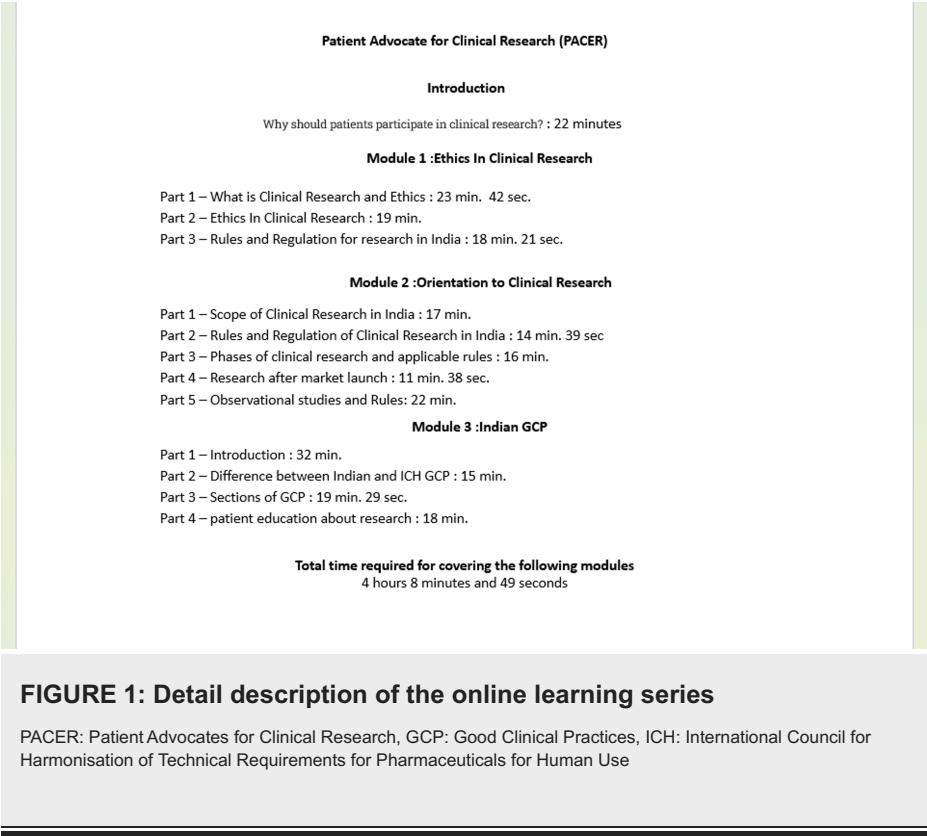 Patient Advocate for Clinical Research (PACER)
Introduction
Why should patients participate in clinical research? : 22 minutes
Module 1 :Ethics In Clinical Research
Part 1 – What is Clinical Research and Ethics : 23 min.  42 sec.
Part 2 – Ethics In Clinical Research : 19 min.
Part 3 – Rules and Regulation for research in India : 18 min. 21 sec.
Module 2 :Orientation to Clinical Research
Part 1 – Scope of Clinical Research in India : 17 min.
Part 2 – Rules and Regulation of Clinical Research in India : 14 min. 39 sec
Part 3 – Phases of clinical research and applicable rules : 16 min.
Part 4 – Research after market launch : 11 min. 38 sec.
Part 5 – Observational studies and Rules: 22 min.
Module 3 :Indian GCP
Part 1 – Introduction : 32 min.
Part 2 – Difference between Indian and ICH GCP : 15 min.
Part 3 – Sections of GCP : 19 min. 29 sec.
Part 4 – patient education about research : 18 min.
Total time required for covering the following modules
4 hours 8 minutes and 49 seconds
FIGURE 1: Detail description of the online learning series
PACER: Patient Advocates for Clinical Research, GCP: Good Clinical Practices, ICH: International Council for
Harmonisation of Technical Requirements for Pharmaceuticals for Human Use